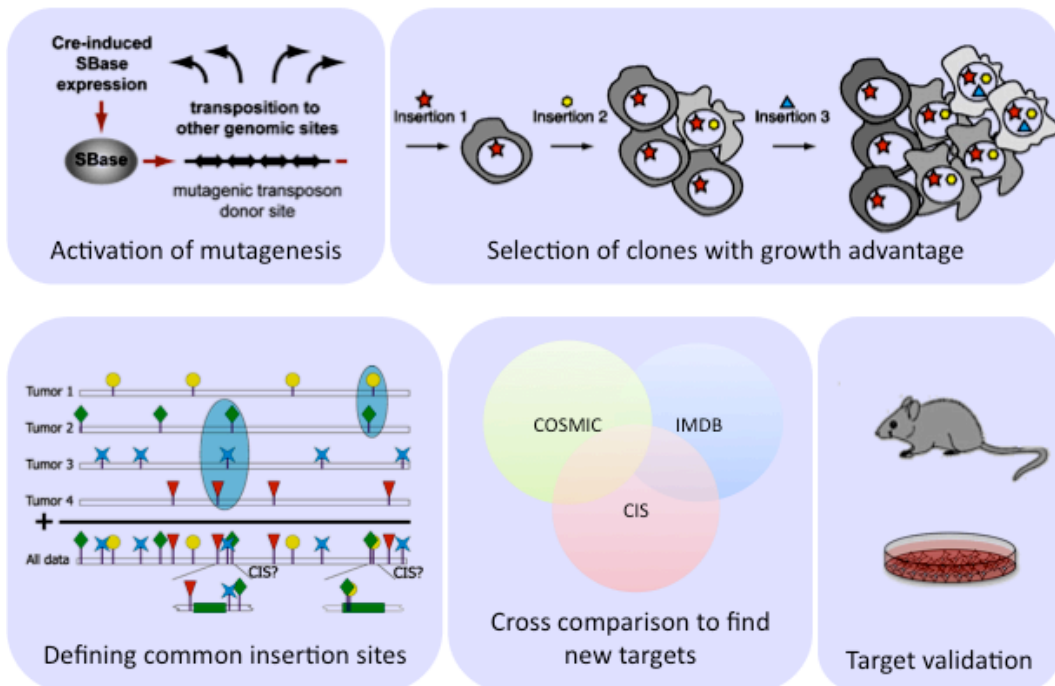 Cre-induced
SBase
expression
transposition to
other genomic sites
SBase
mutagenic transposon
donor site
Activation of mutagenesis
Insertion 1
Insertion 2
Insertion 3
Selection of clones with growth advantage
Tumor 1
Tumor 2
Tumor 3
Tumor 4
+
All data
CIS?
CIS?
Defining common insertion sites
COSMIC
IMDB
CIS
Cross comparison to find
new targets
Target validation